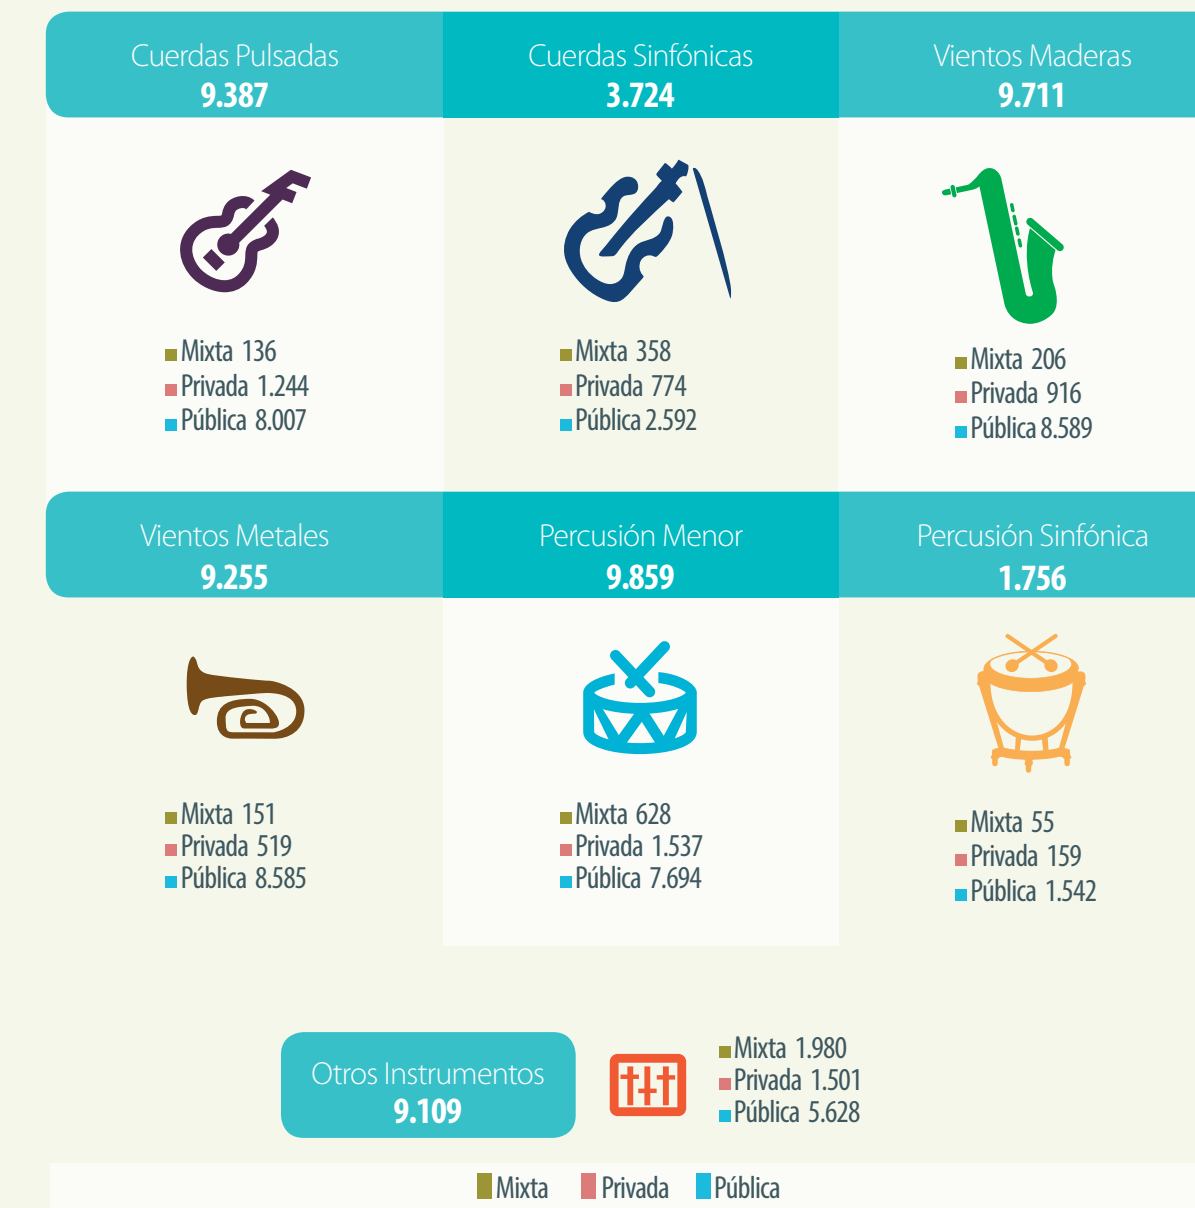 Cuerdas Pulsadas
9.387
Cuerdas Sinfónicas
3.724
Vientos Maderas
9.711
Mixta 136
Privada 1.244
Pública 8.007
Mixta 358
Privada 774
Pública 2.592
Mixta 206
Privada 916
Pública 8.589
Vientos Metales
9.255
Percusión Menor
9.859
Percusión Sinfónica
1.756
Mixta 151
Privada 519
Pública 8.585
Mixta 628
Privada 1.537
Pública 7.694
Mixta 55
Privada 159
Pública 1.542
Otros Instrumentos
9.109
Mixta 1.980
Privada 1.501
Pública 5.628
Mixta Privada Pública